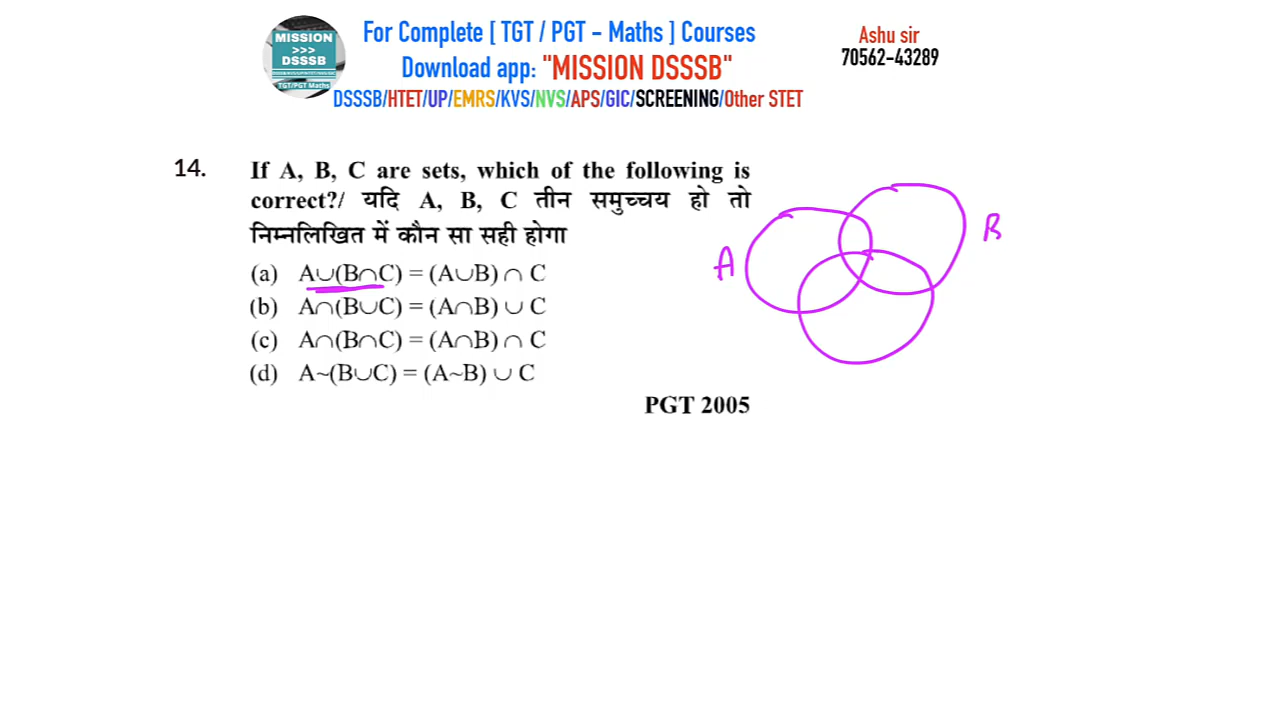 MISSION
>>>
DSSSB
TGT/PGT Maths
For Complete [ TGT / PGT - Maths ] Courses
Download app: "MISSION DSSSB"
DSSSB/HTET/UP/EMRS/KVS/NVS/APS/GIC/SCREENING/Other STET
Ashu sir
70562-43289
14. If A, B, C are sets, which of the following is
correct?/ यदि A, B, C तीन समुच्चय हो तो
निम्नलिखित में कौन सा सही होगा
(a) A∪(B∩C) = (A∪B) ∩ C
(b) A∩(B∪C) = (A∩B) ∪ C
(c) A∩(B∩C) = (A∩B) ∩ C
(d) A~(B∪C) = (A~B) ∪ C
PGT 2005
A
B